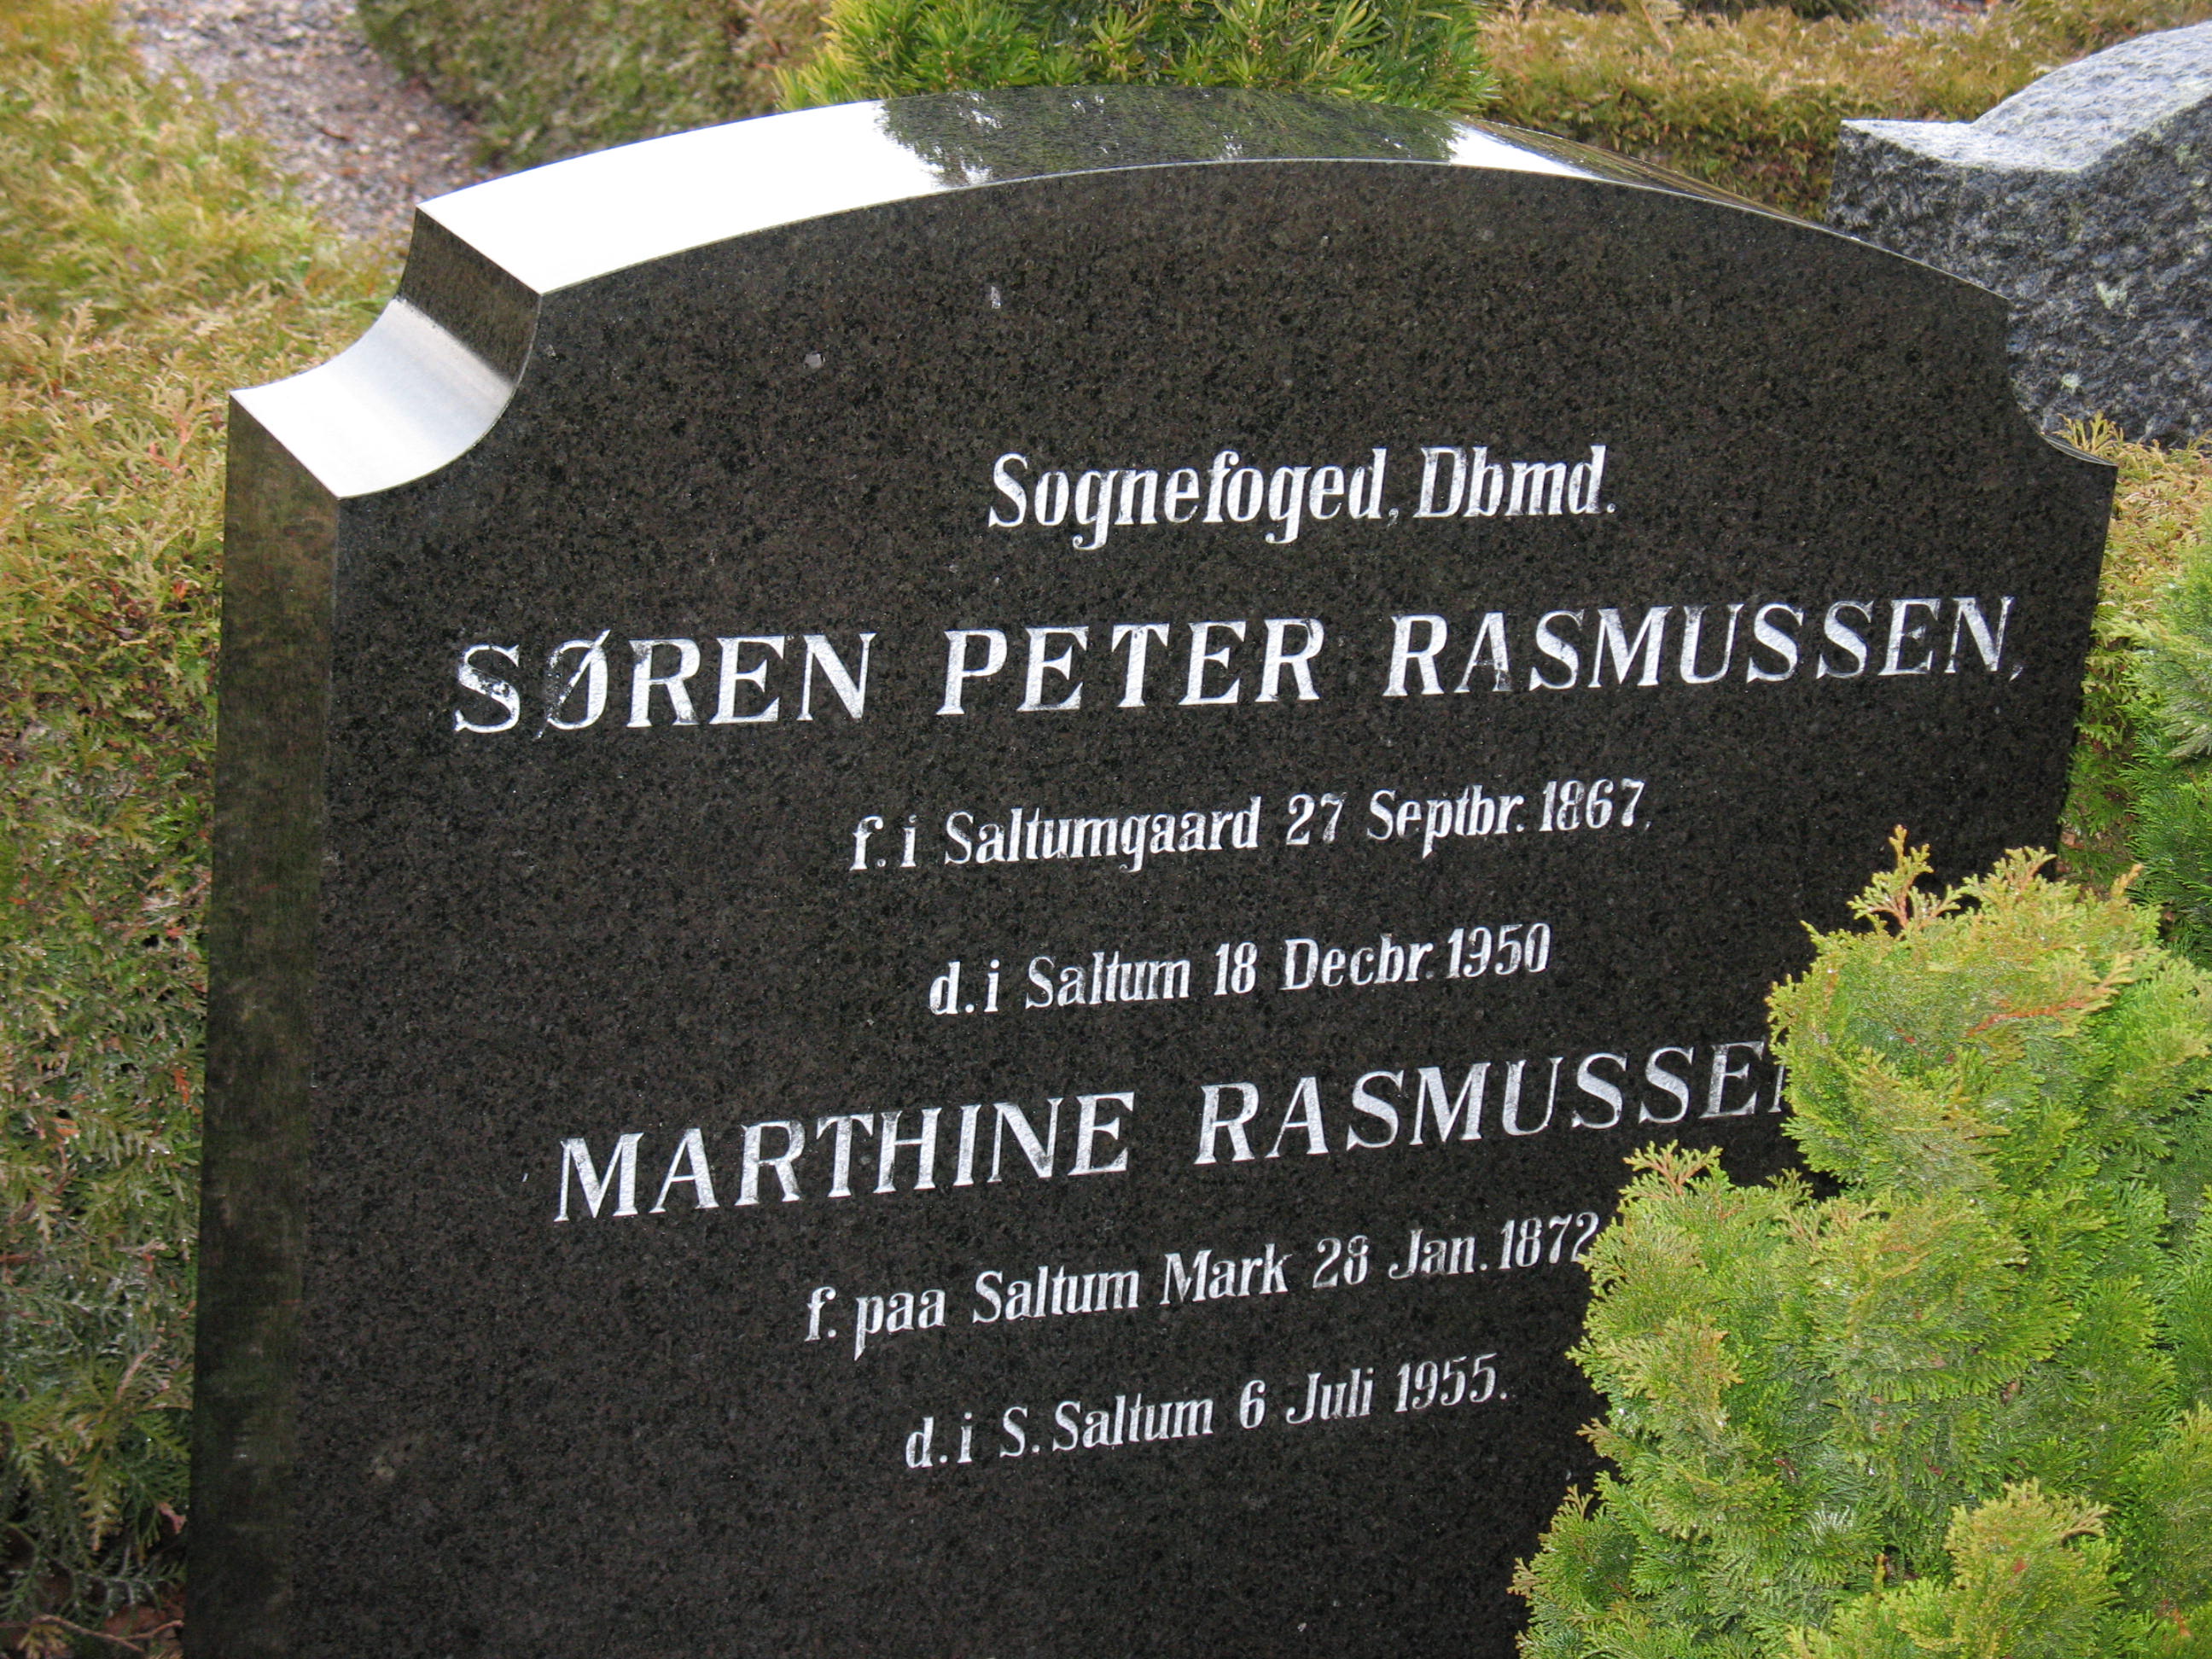 Sognefoged, Dbmd.
SØREN PETER RASMUSSEN,
f. i Saltumgaard 27 Septbr. 1867,
d. i Saltum 18 Decbr. 1950
MARTHINE RASMUSSEN
f. paa Saltum Mark 28 Jan. 1872
d. i S. Saltum 6 Juli 1955.